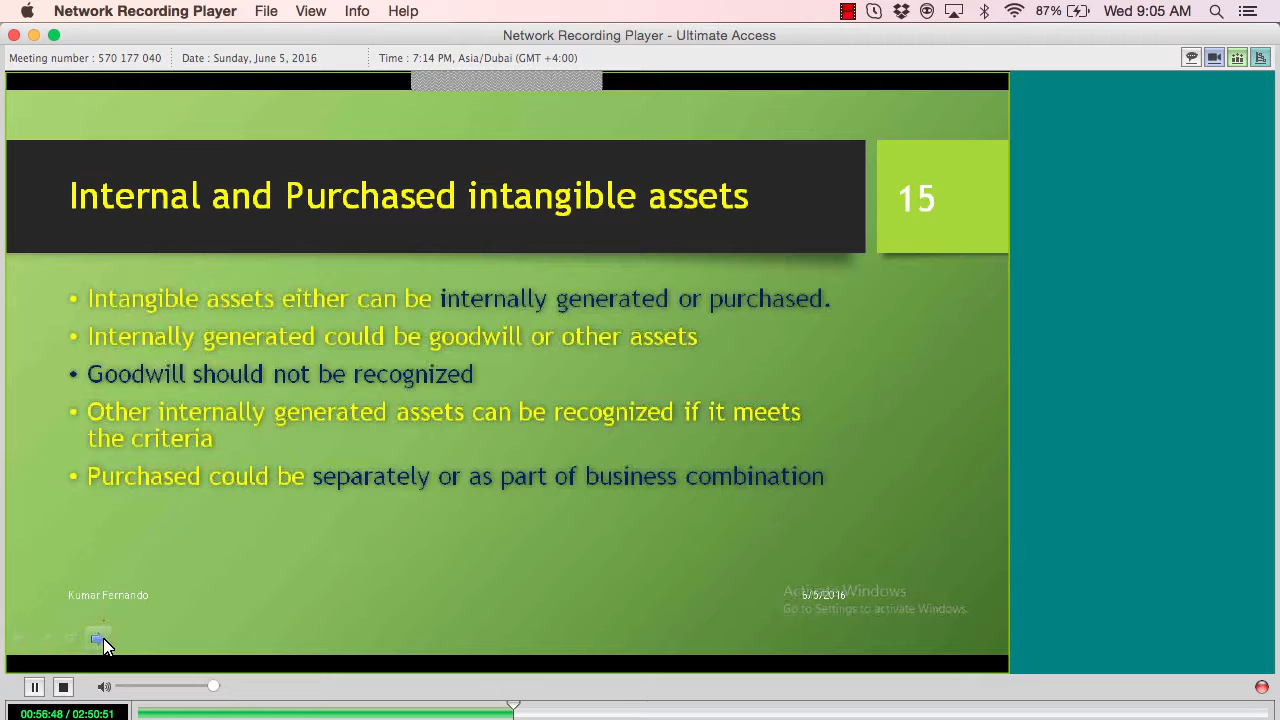 Network Recording Player File View Info Help 87% Wed 9:05 AM
Network Recording Player - Ultimate Access
Meeting number : 570 177 040 Date : Sunday, June 5, 2016 Time : 7:14 PM, Asia/Dubai(GMT +4:00)
Internal and Purchased intangible assets 15
• Intangible assets either can be internally generated or purchased.
• Internally generated could be goodwill or other assets
• Goodwill should not be recognized
• Other internally generated assets can be recognized if it meets
the criteria
• Purchased could be separately or as part of business combination
Activate Windows
Kumar Fernando 6/5/2016
Go to Settings to activate Windows.
00:56:48 / 02:50:51